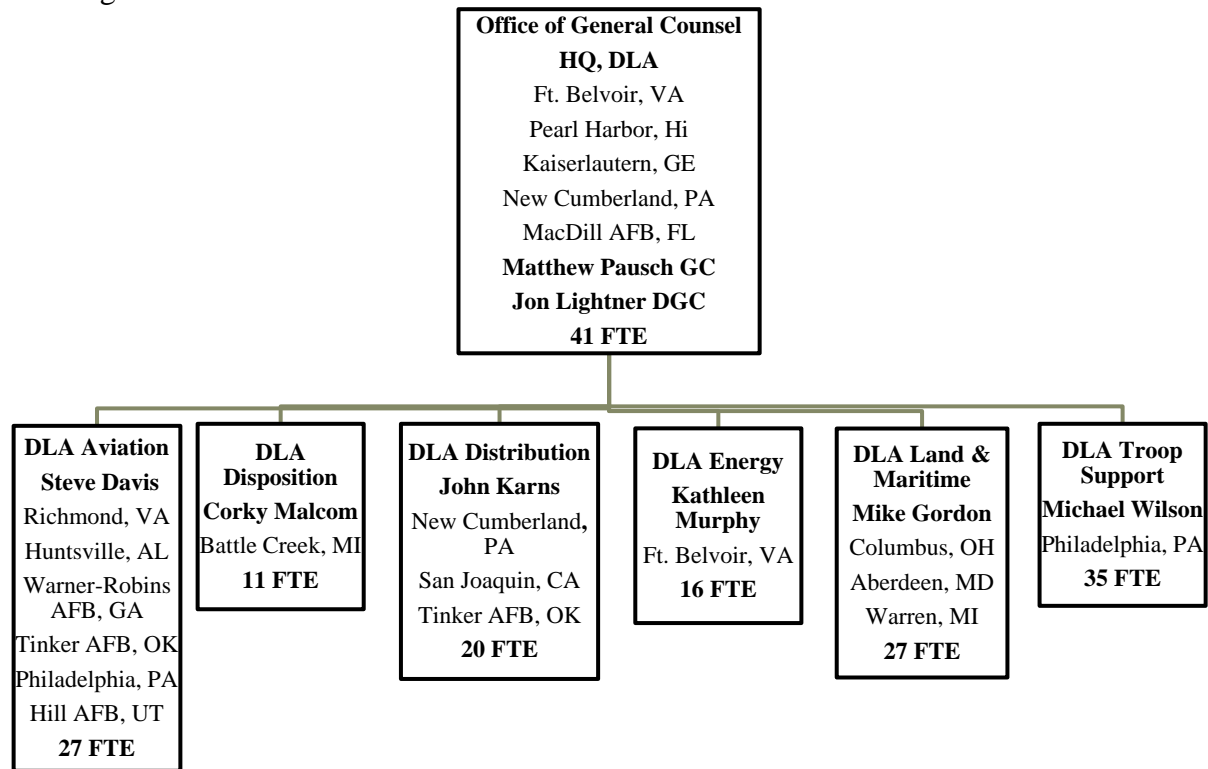 Office of General Counsel
HQ, DLA
Ft. Belvoir, VA
Pearl Harbor, Hi
Kaiserlautern, GE
New Cumberland, PA
MacDill AFB, FL
Matthew Pausch GC
Jon Lightner DGC
41 FTE
DLA Aviation
Steve Davis
Richmond, VA
Huntsville, AL
Warner-Robins
AFB, GA
Tinker AFB, OK
Philadelphia, PA
Hill AFB, UT
27 FTE
DLA
Disposition
Corky Malcom
Battle Creek, MI
11 FTE
DLA Distribution
John Karns
New Cumberland,
PA
San Joaquin, CA
Tinker AFB, OK
20 FTE
DLA Energy
Kathleen
Murphy
Ft. Belvoir, VA
16 FTE
DLA Land &
Maritime
Mike Gordon
Columbus, OH
Aberdeen, MD
Warren, MI
27 FTE
DLA Troop
Support
Michael Wilson
Philadelphia, PA
35 FTE